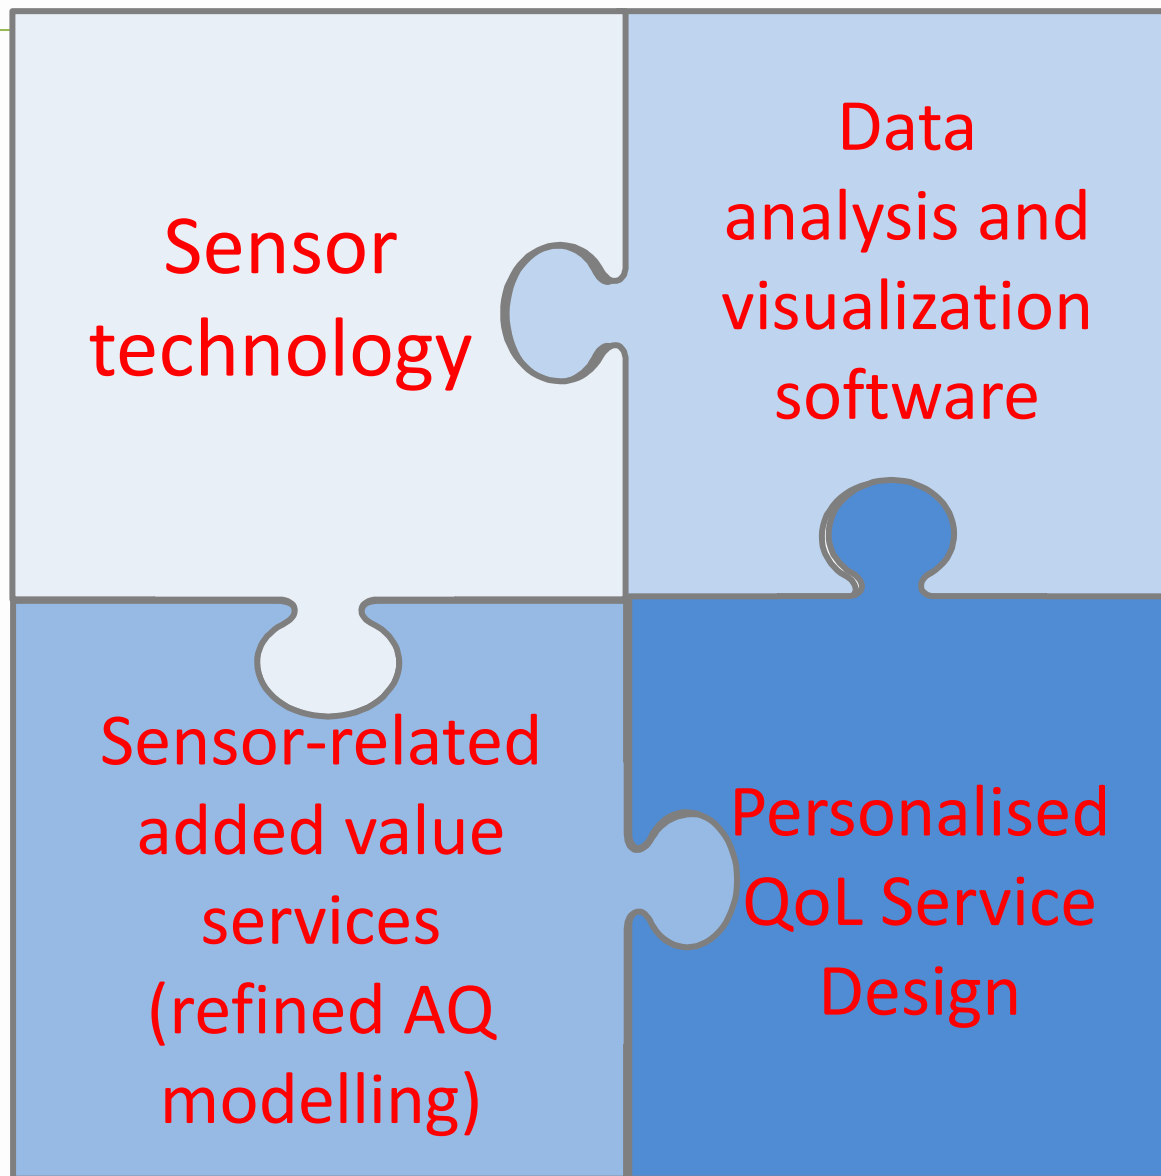 Sensor
technology
Data
analysis and
visualization
software
Sensor-related
added value
services
(refined AQ
modelling)
Personalised
QoL Service
Design